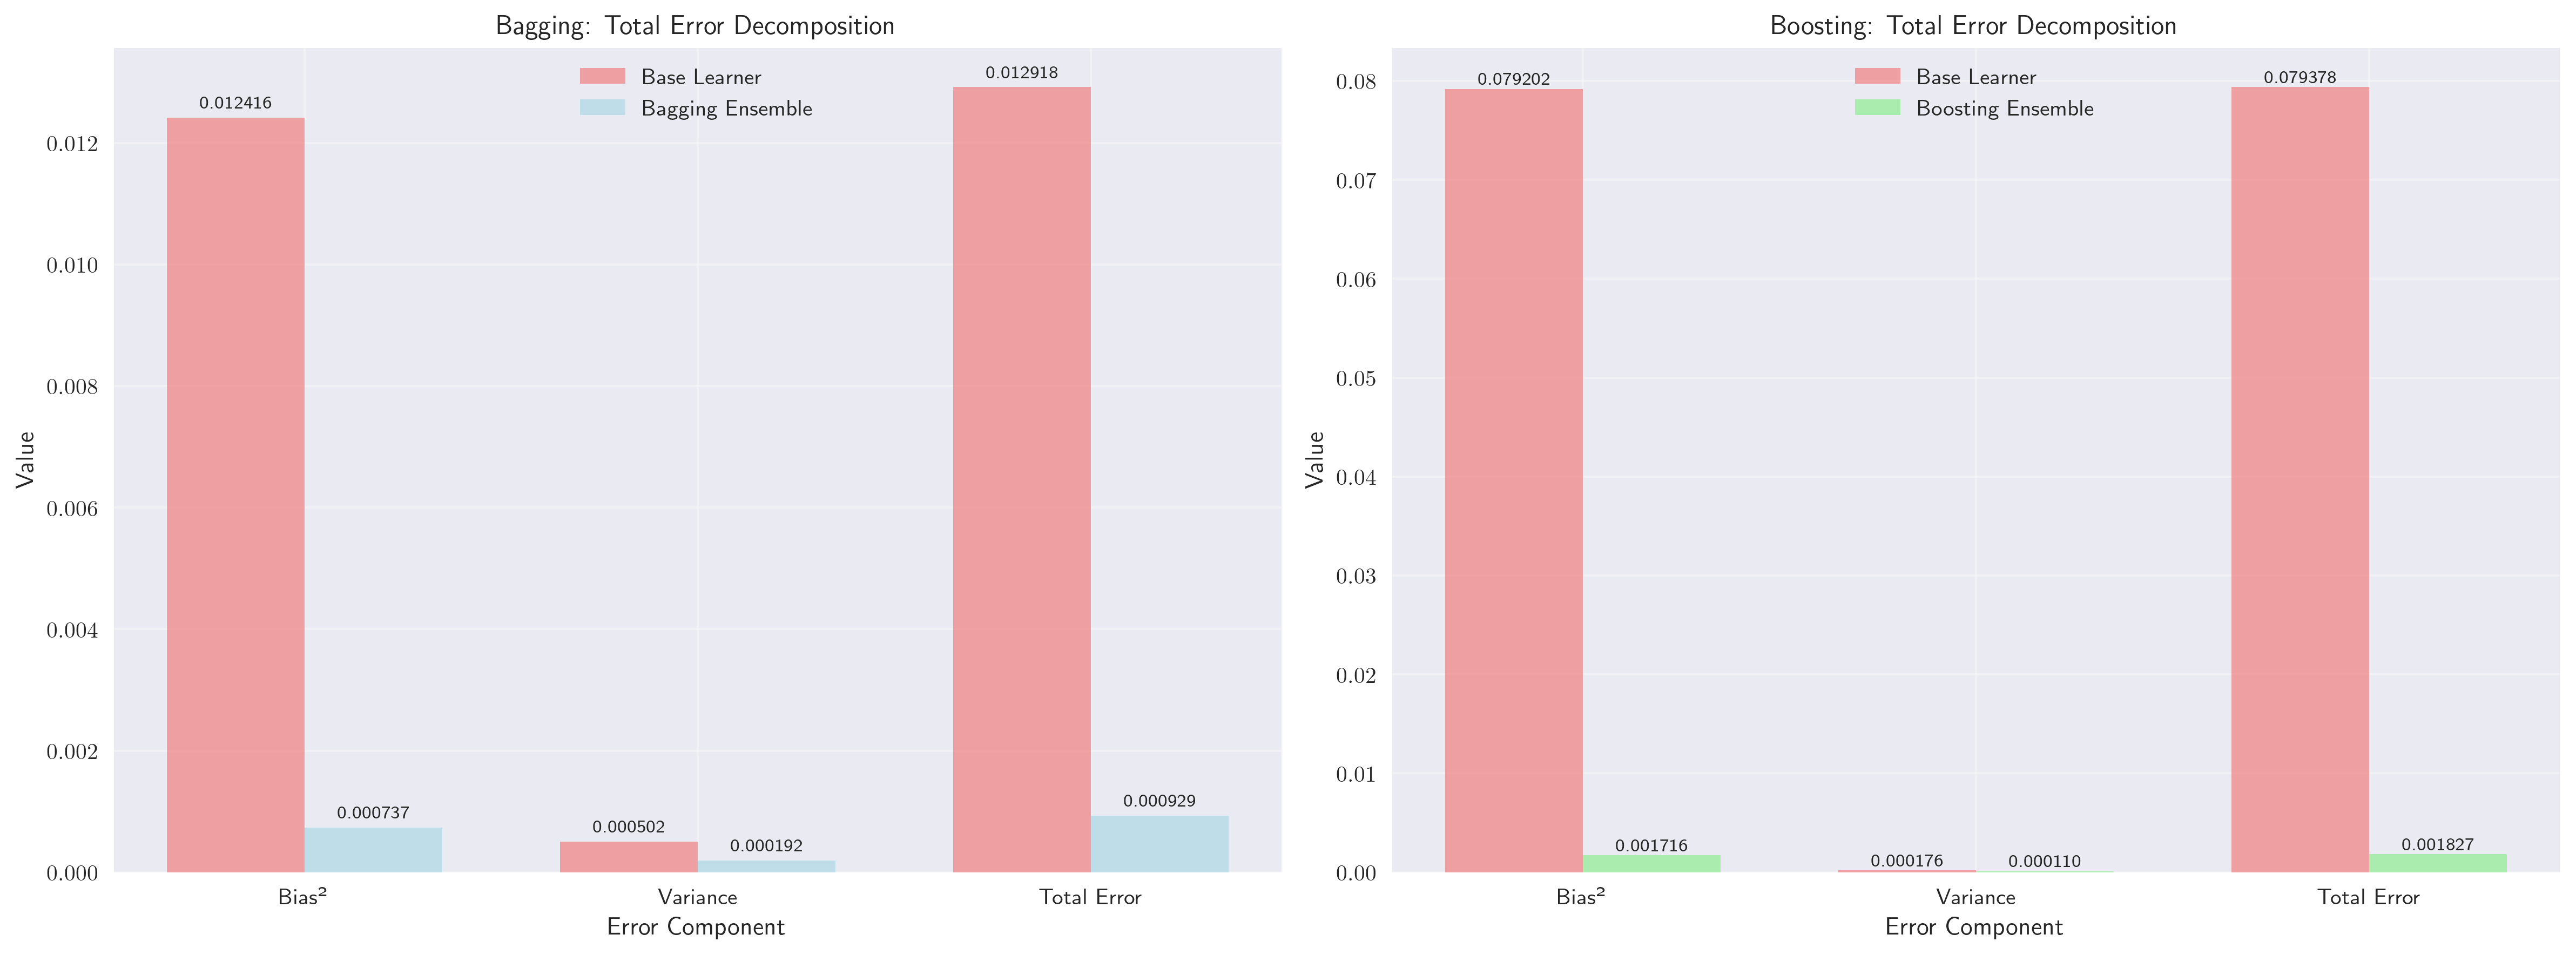 Bagging: Total Error Decomposition
Base Learner
Bagging Ensemble
0.012416
0.000737
0.000502
0.000192
0.012918
0.000929
0.012
0.010
0.008
0.006
0.004
0.002
0.000
Value
Bias²
Variance
Total Error
Error Component
Boosting: Total Error Decomposition
Base Learner
Boosting Ensemble
0.079202
0.001716
0.000176
0.000110
0.079378
0.001827
0.08
0.07
0.06
0.05
0.04
0.03
0.02
0.01
0.00
Value
Bias²
Variance
Total Error
Error Component